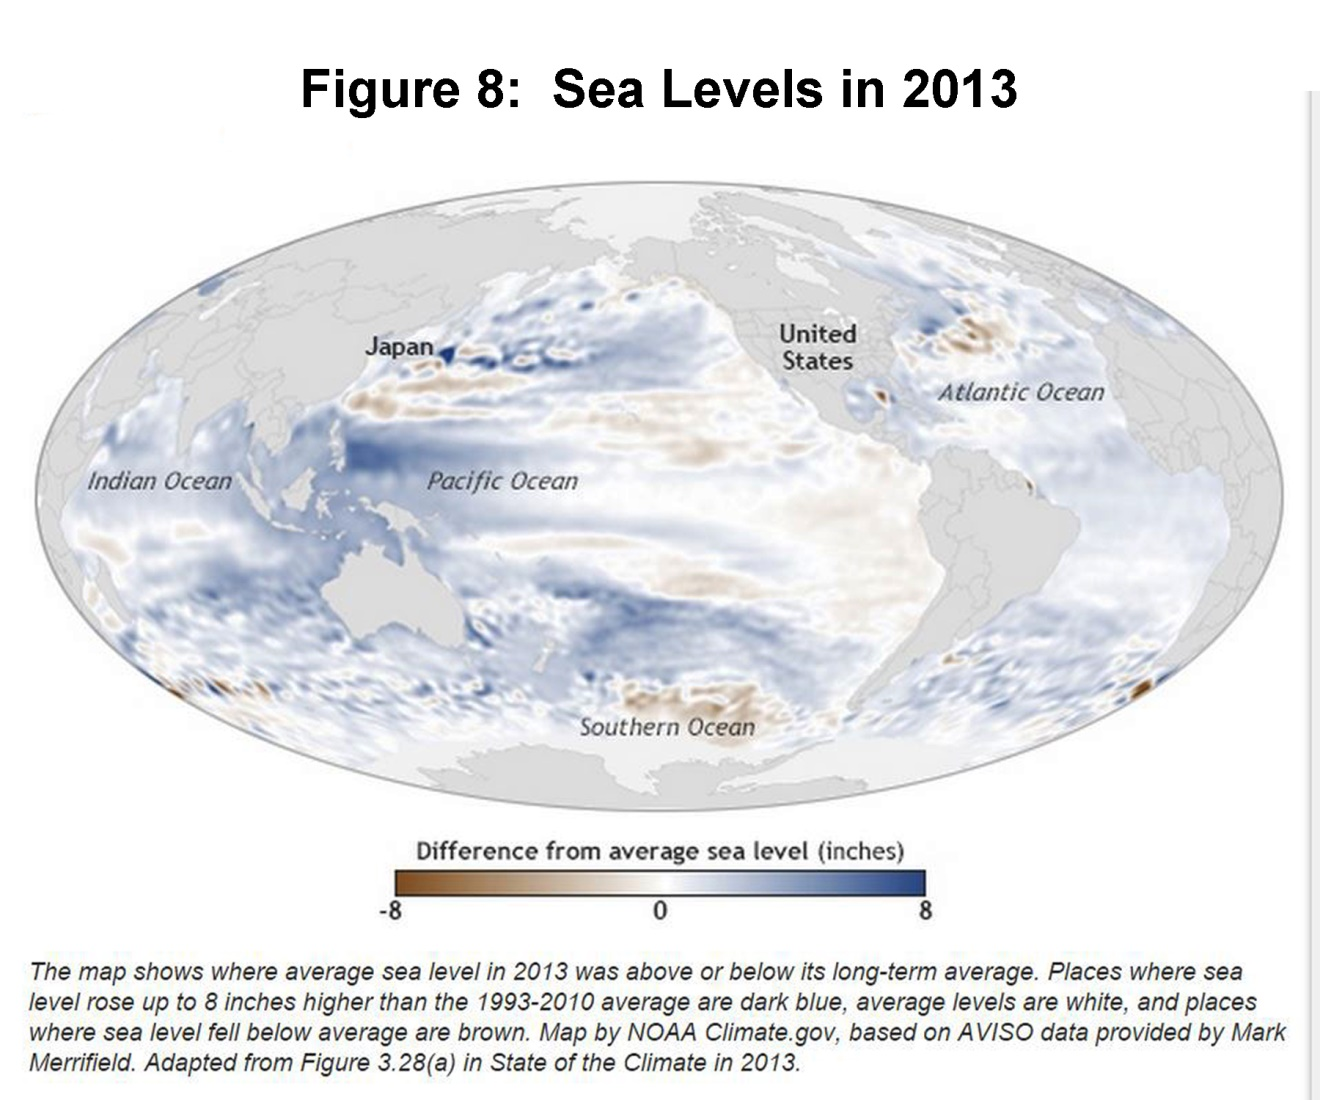 Figure 8:  Sea Levels in 2013
Japan
United
States
Atlantic Ocean
Indian Ocean
Pacific Ocean
Southern Ocean
Difference from average sea level (inches)
-8 0 8
The map shows where average sea level in 2013 was above or below its long-term average. Places where sea
level rose up to 8 inches higher than the 1993-2010 average are dark blue, average levels are white, and places
where sea level fell below average are brown. Map by NOAA Climate.gov, based on AVISO data provided by Mark
Merrifield. Adapted from Figure 3.28(a) in State of the Climate in 2013.